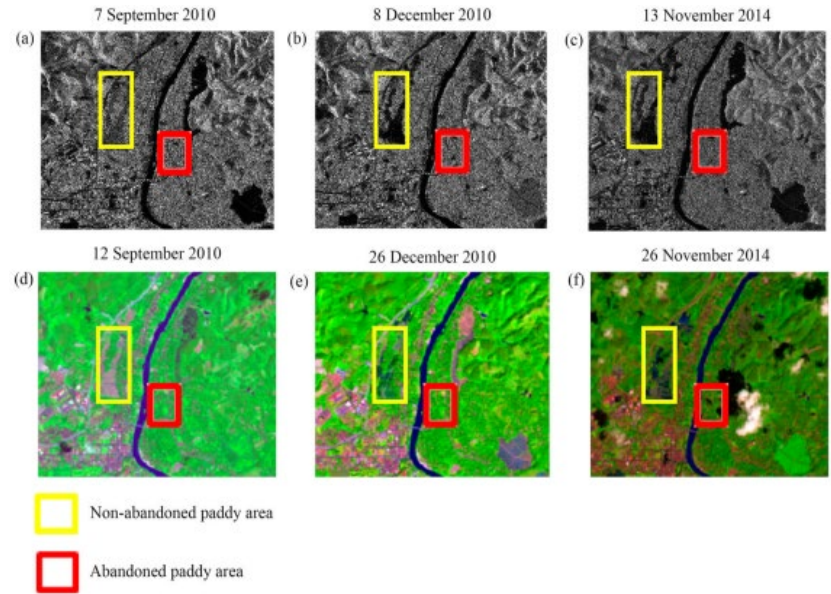 7 September 2010
8 December 2010
13 November 2014
(a)
(b)
(c)
12 September 2010
26 December 2010
26 November 2014
(d)
(e)
(f)
Non-abandoned paddy area
Abandoned paddy area